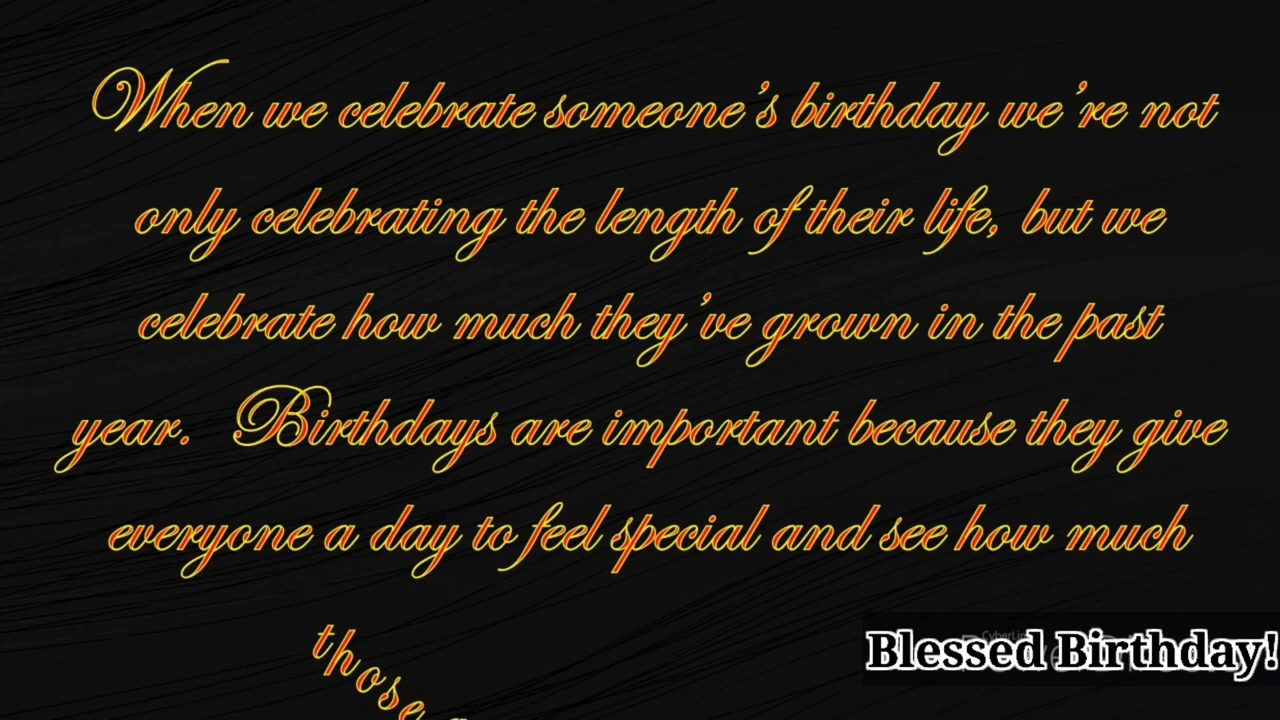 When we celebrate someone's birthday we're not
only celebrating the length of their life, but we
celebrate how much they've grown in the past
year. Birthdays are important because they give
everyone a day to feel special and see how much
those
Blessed Birthday!